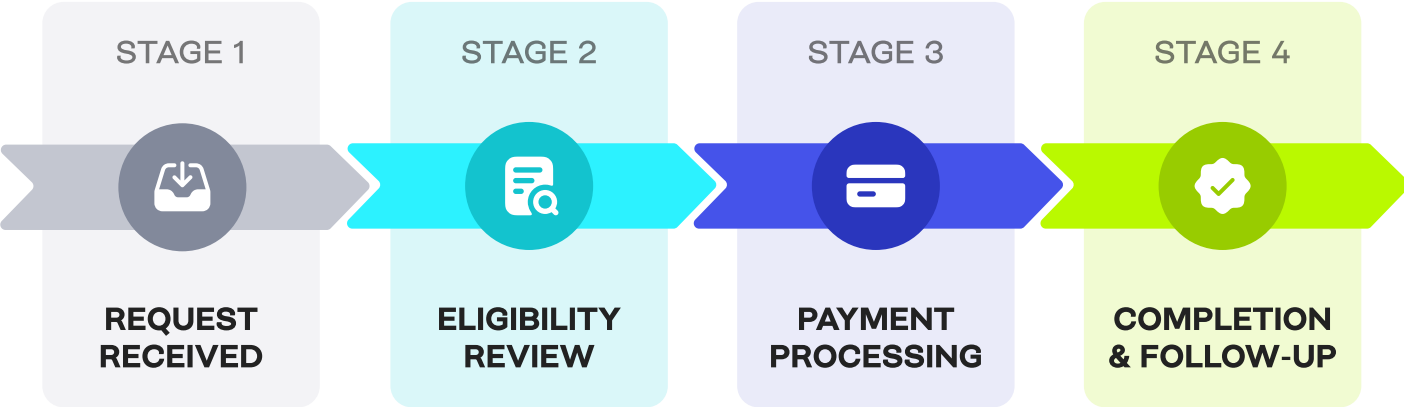 STAGE 1
REQUEST
RECEIVED
STAGE 2
ELIGIBILITY
REVIEW
STAGE 3
PAYMENT
PROCESSING
STAGE 4
COMPLETION
& FOLLOW-UP